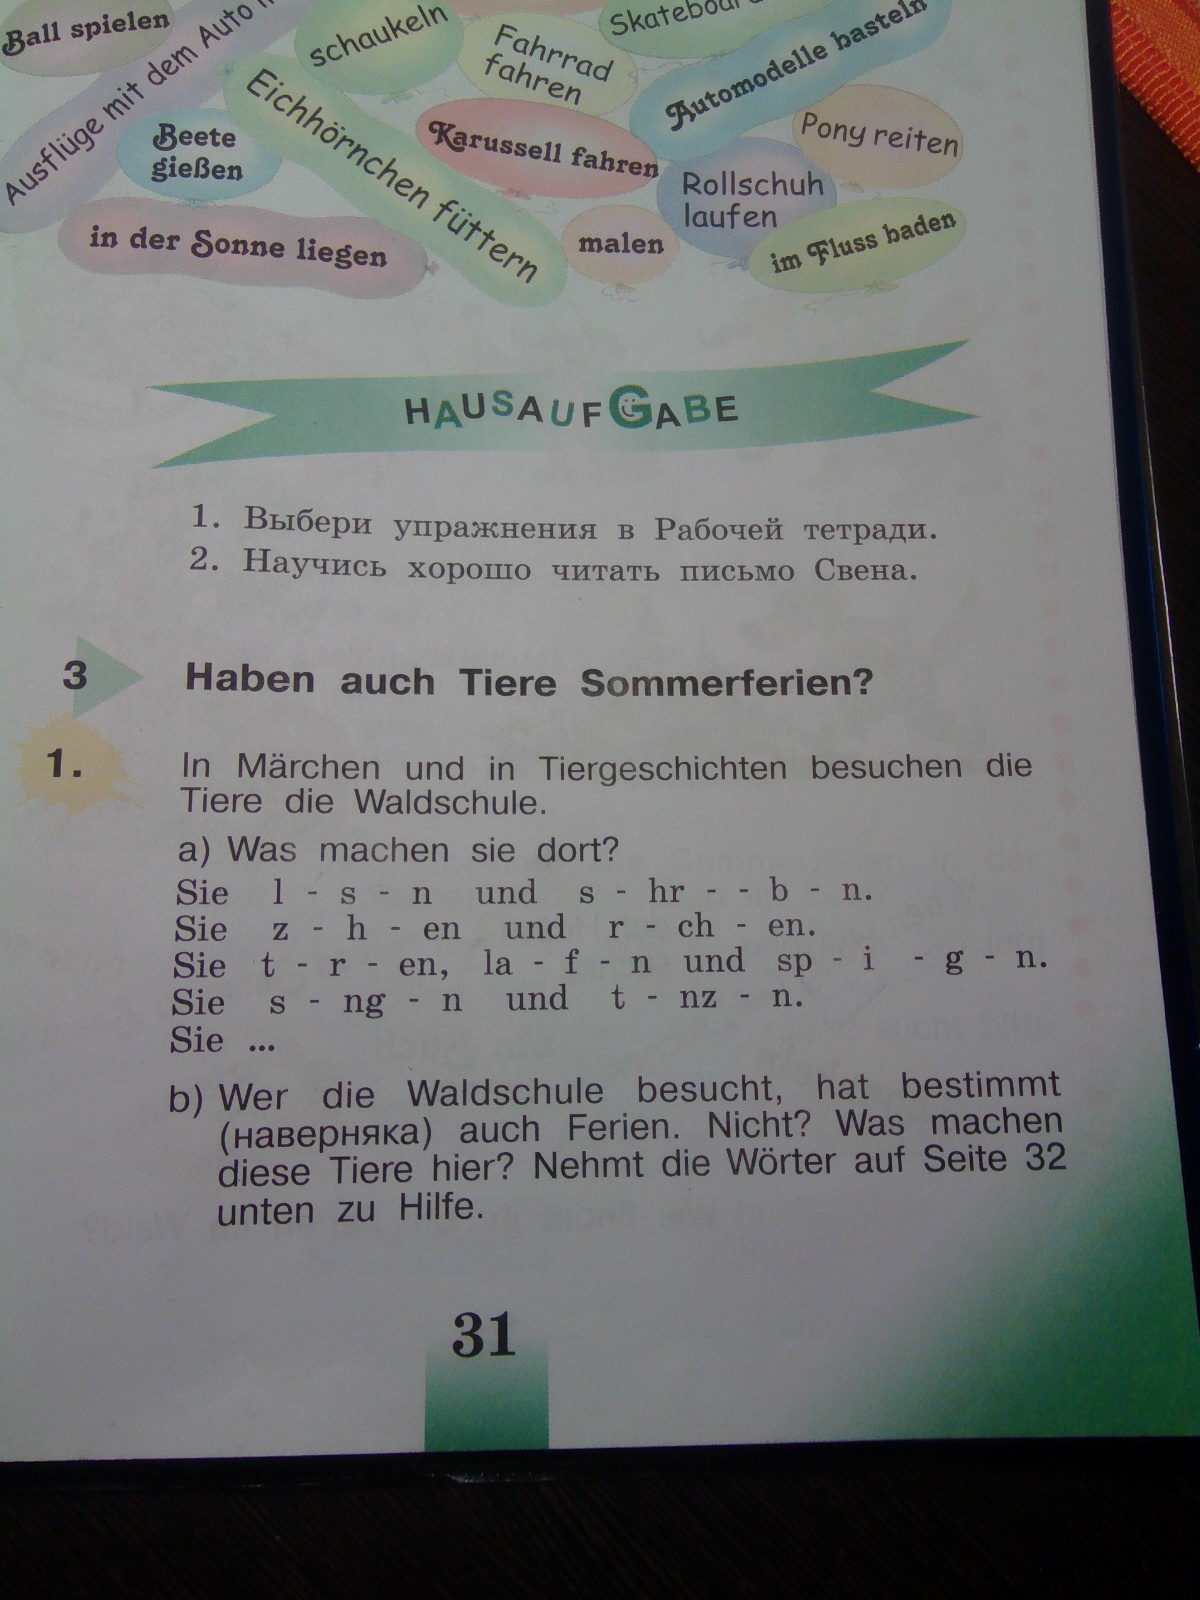 Ball spielen
Ausflüge mit dem Auto
schaukeln
Fahrrad
fahren
Automodelle basteln
Beete
gießen
Eichhörnchen füttern
Karussell fahren
Pony reiten
Rollschuh
laufen
in der Sonne liegen
malen
im Fluss baden
HAUSAUFGABE
1. Выбери упражнения в Рабочей тетради.
2. Научись хорошо читать письмо Свена.
3 Haben auch Tiere Sommerferien?
1. In Märchen und in Tiergeschichten besuchen die
Tiere die Waldschule.
a) Was machen sie dort?
Sie l - s - n und s - hr - - b - n.
Sie z - h - en und r - ch - en.
Sie t - r - en, la - f - n und sp - i - g - n.
Sie s - ng - n und t - nz - n.
Sie ...
b) Wer die Waldschule besucht, hat bestimmt
(наверняка) auch Ferien. Nicht? Was machen
diese Tiere hier? Nehmt die Wörter auf Seite 32
unten zu Hilfe.
31